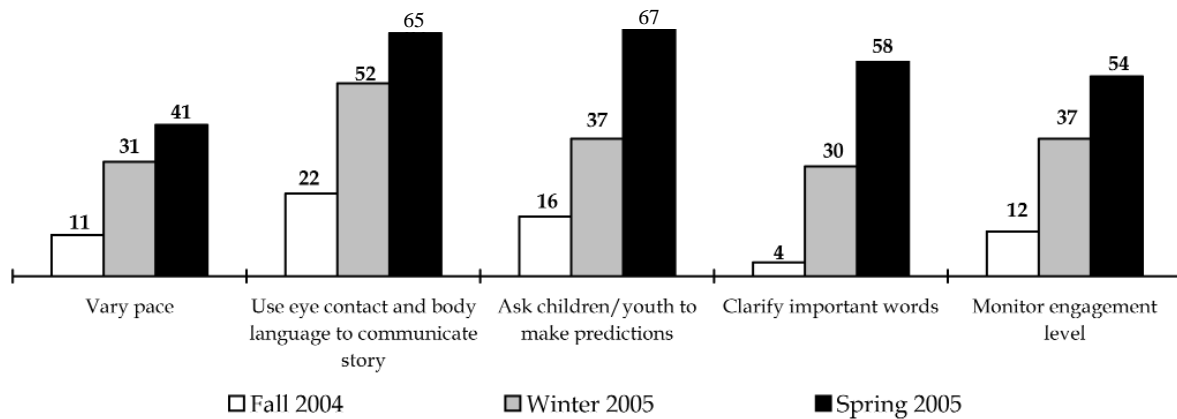 11
31
41
22
52
65
16
37
67
4
30
58
12
37
54
Vary pace
Use eye contact and body
language to communicate
story
Ask children/youth to
make predictions
Clarify important words
Monitor engagement
level
Fall 2004
Winter 2005
Spring 2005